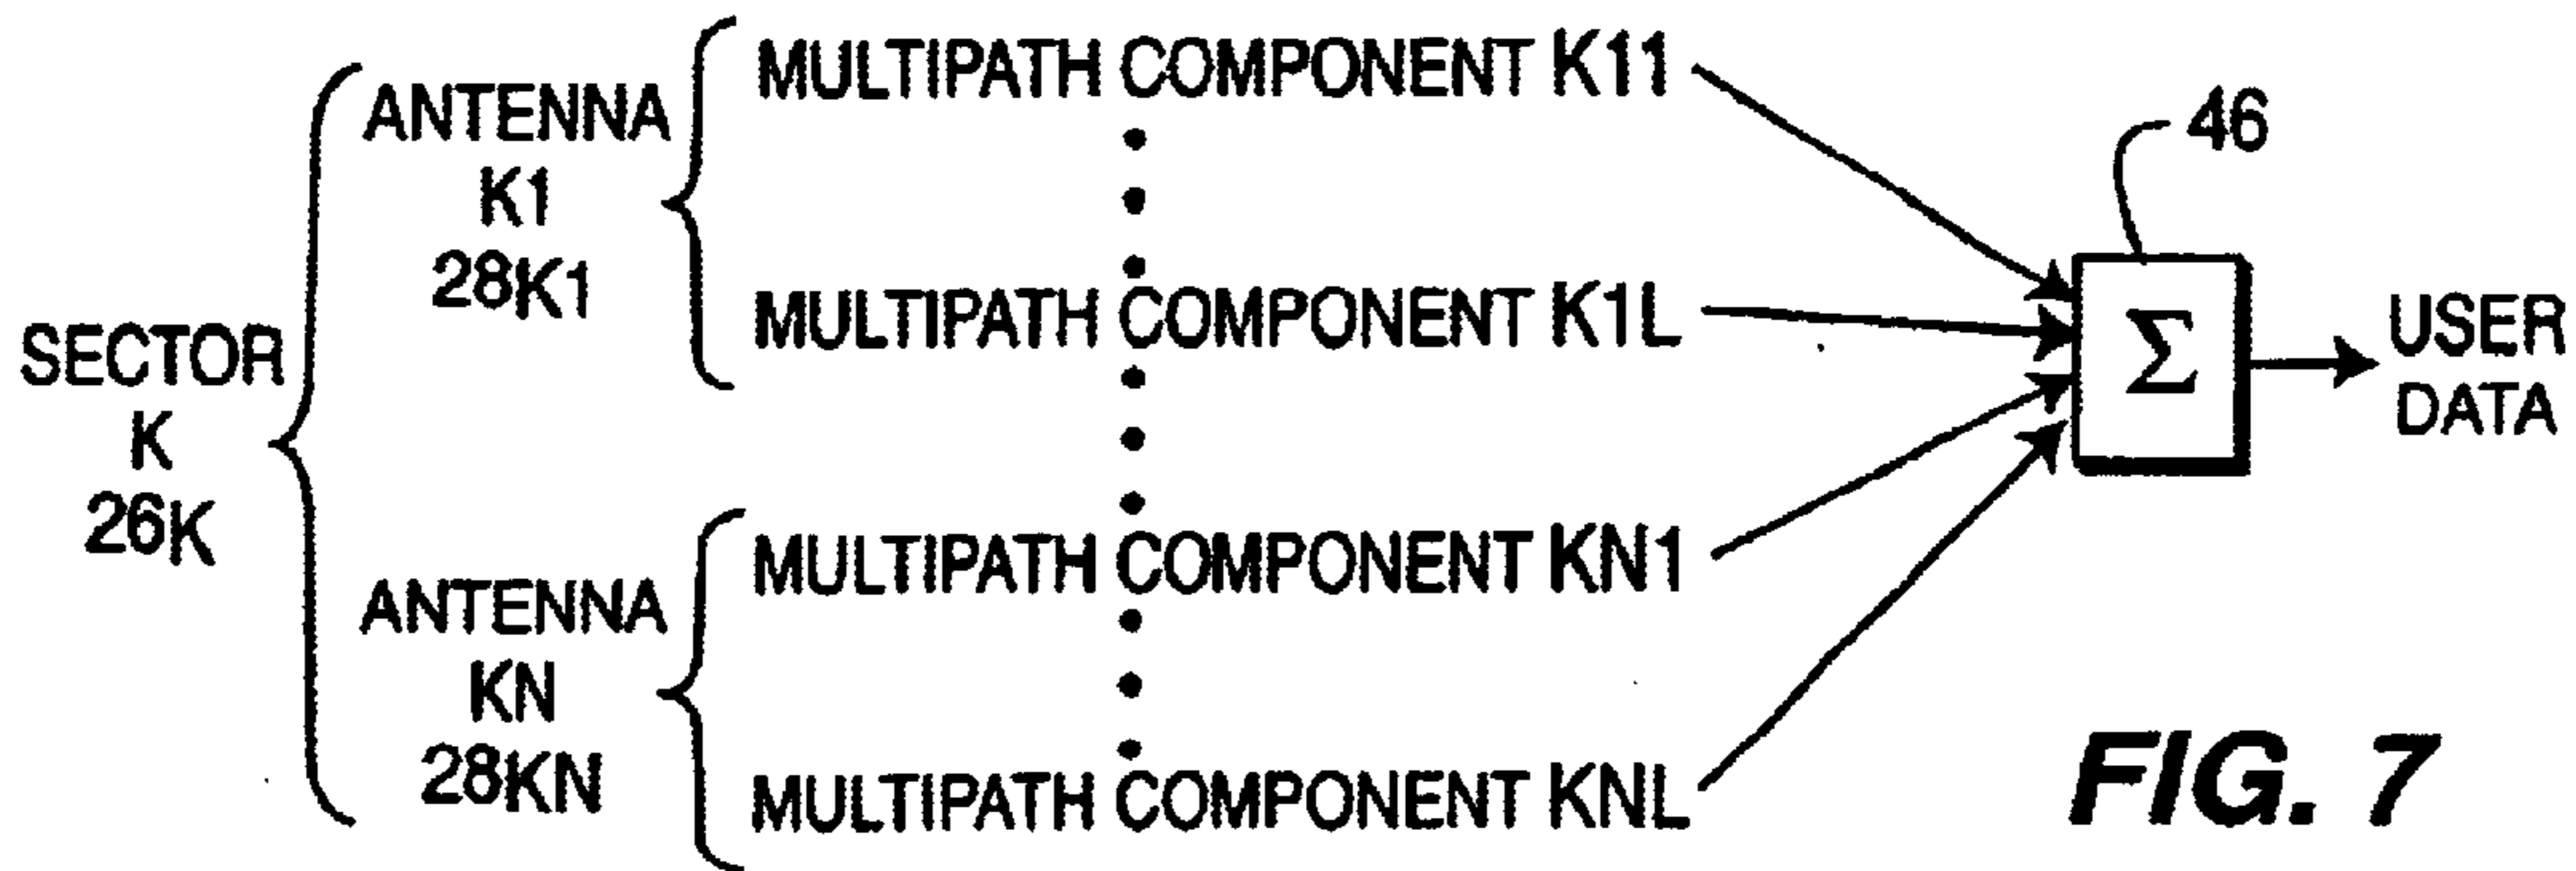 SECTOR
K
26K
ANTENNA
K1
28K1
ANTENNA
KN
28KN
MULTIPATH COMPONENT K11
MULTIPATH COMPONENT K1L
MULTIPATH COMPONENT KN1
MULTIPATH COMPONENT KNL
46
Σ
USER
DATA
FIG. 7